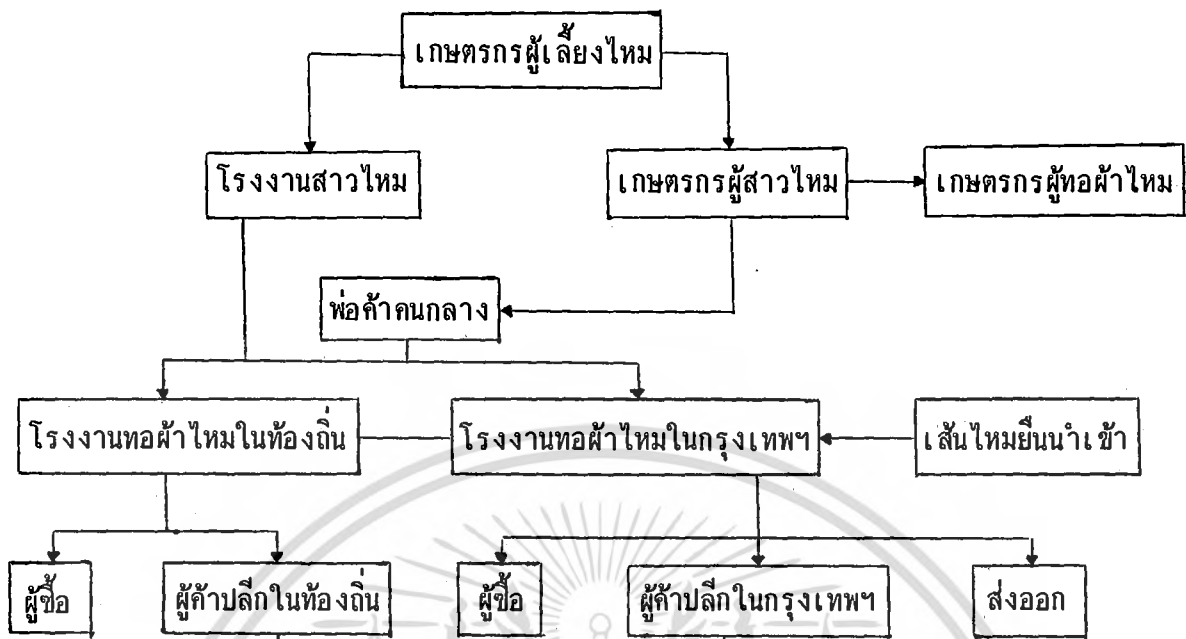 เกษตรกรผู้เลี้ยงไหม
โรงงานสาวไหม
เกษตรกรผู้สาวไหม
เกษตรกรผู้ทอผ้าไหม
พ่อค้าคนกลาง
โรงงานทอผ้าไหมในท้องถิ่น
โรงงานทอผ้าไหมในกรุงเทพฯ
เส้นไหมยืนนำเข้า
ผู้ซื้อ
ผู้ค้าปลีกในท้องถิ่น
ผู้ซื้อ
ผู้ค้าปลีกในกรุงเทพฯ
ส่งออก